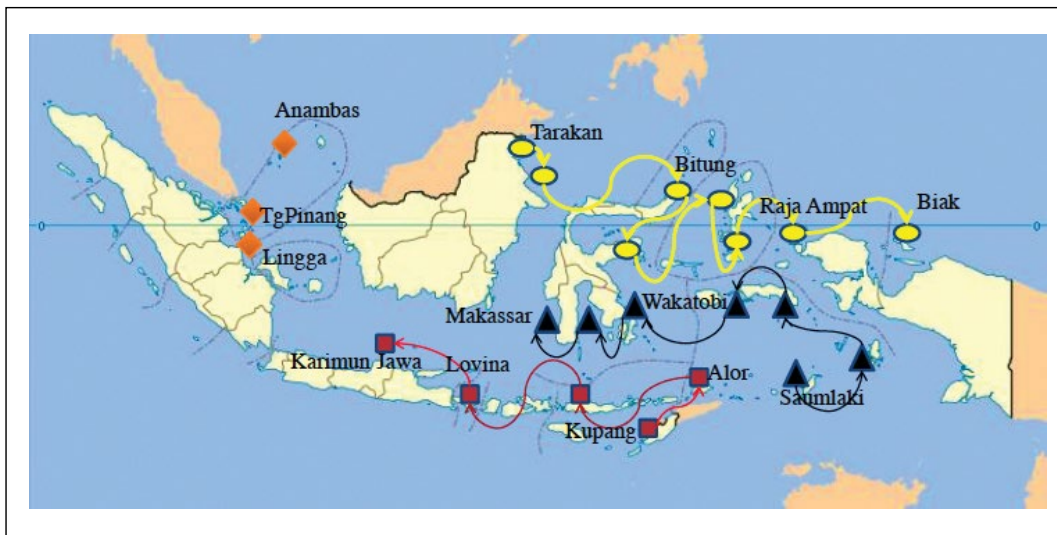 Anambas
Tarakan
Bitung
TgPinang
Raja Ampat
Biak
0
0
Lingga
Makassar
Wakatobi
Karimun Jawa
Lovina
Alor
Saumlaki
Kupang